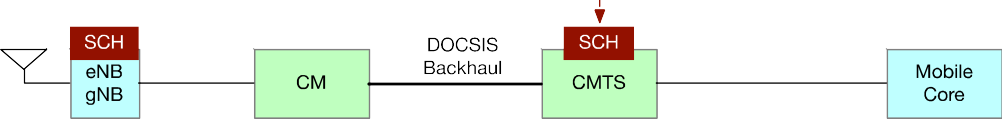 SCH
eNB
gNB
CM
DOCSIS
Backhaul
SCH
CMTS
Mobile
Core